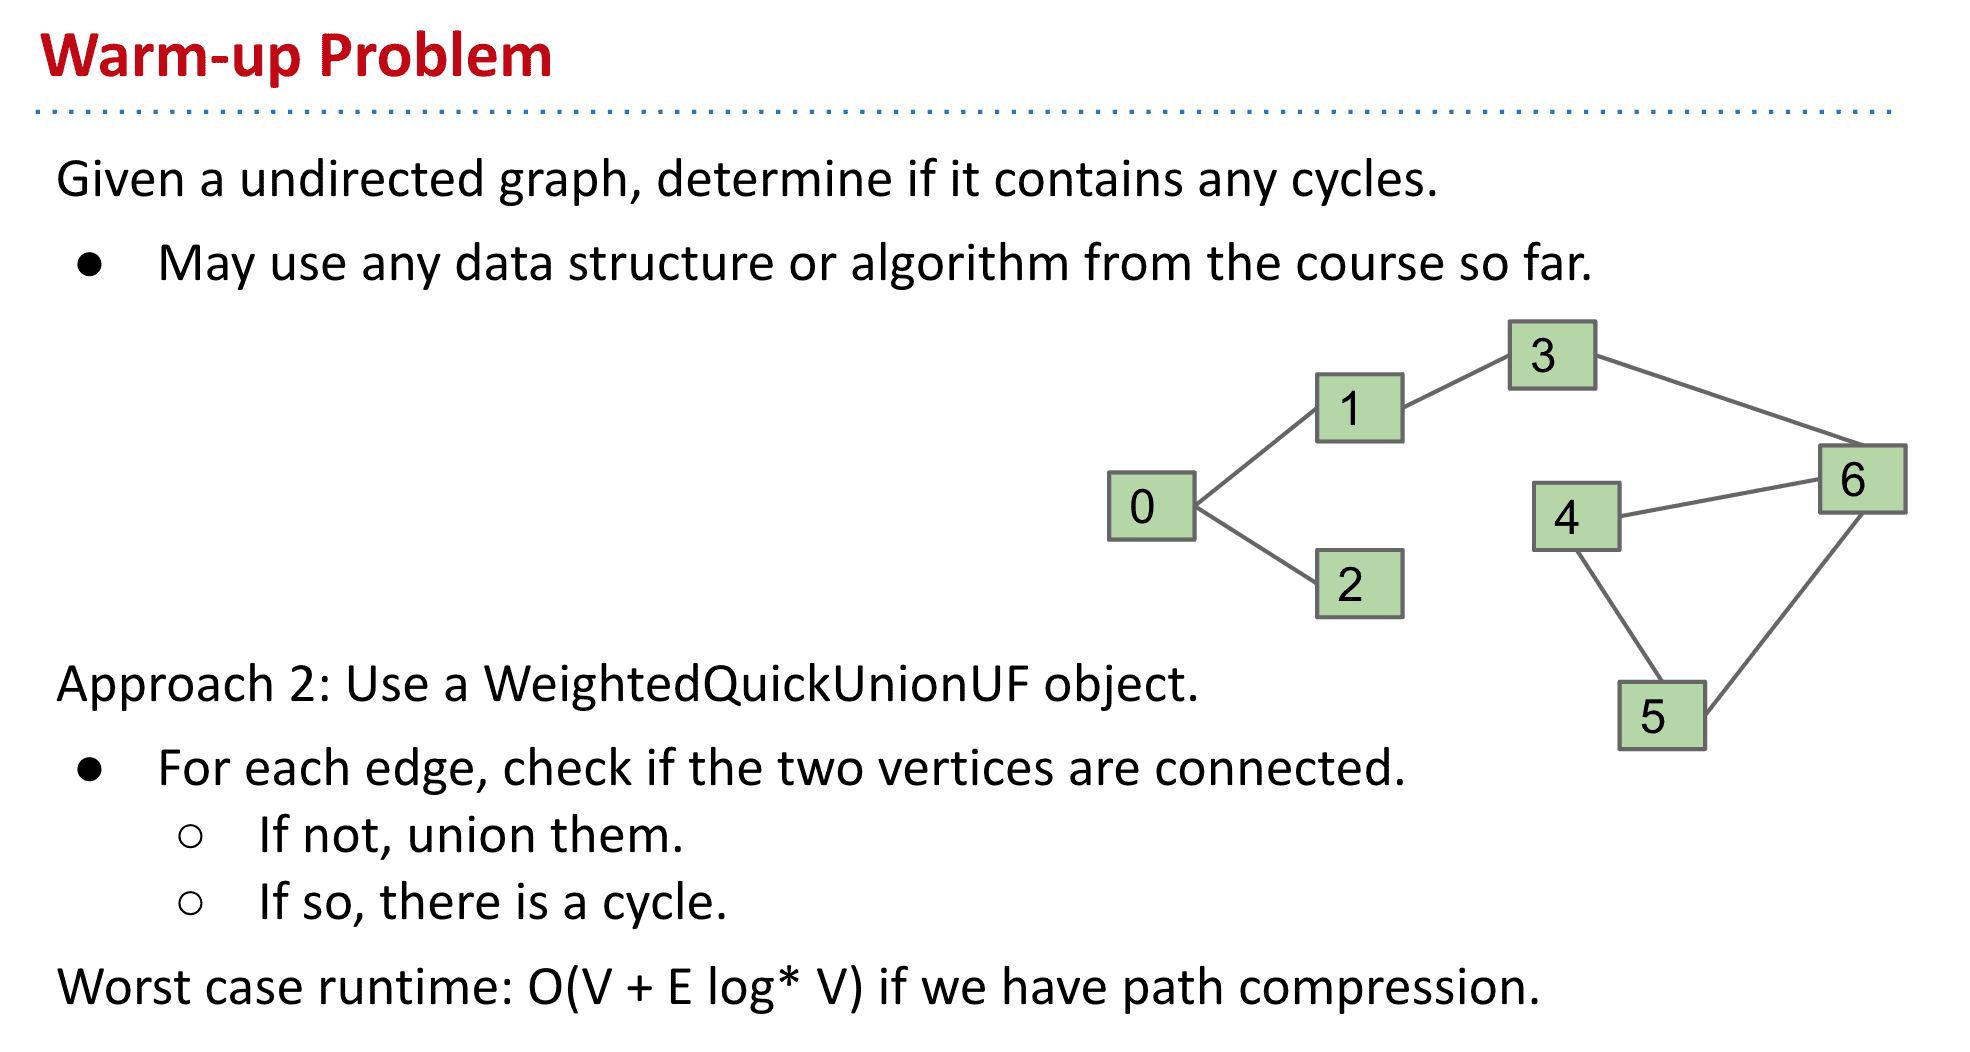 Warm-up Problem
Given a undirected graph, determine if it contains any cycles.
● May use any data structure or algorithm from the course so far.
3
1
6
0
4
2
5
Approach 2: Use a WeightedQuickUnionUF object.
● For each edge, check if the two vertices are connected.
○ If not, union them.
○ If so, there is a cycle.
Worst case runtime: O(V + E log* V) if we have path compression.